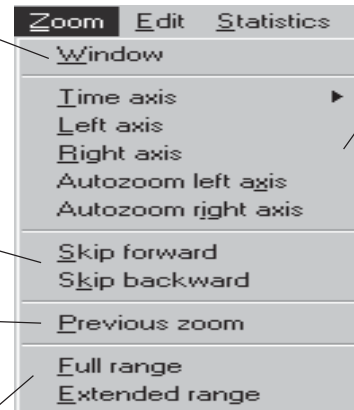 Zoom Edit Statistics
Window
Time axis
Left axis
Right axis
Autozoom left axis
Autozoom right axis
Skip forward
Skip backward
Previous zoom
Full range
Extended range